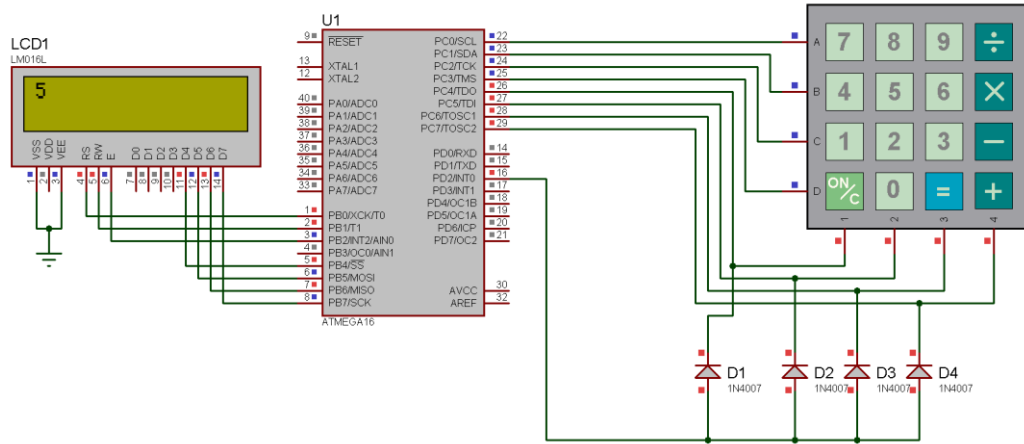 LCD1
LM016L
5
VSS VDD VEE RS RW E D0 D1 D2 D3 D4 D5 D6 D7
1 2 3 4 5 6 7 8 9 10 11 12 13 14
U1
9 RESET
13 XTAL1
12 XTAL2
40 PA0/ADC0
39 PA1/ADC1
38 PA2/ADC2
37 PA3/ADC3
36 PA4/ADC4
35 PA5/ADC5
34 PA6/ADC6
33 PA7/ADC7
1 PB0/XCK/T0
2 PB1/T1
3 PB2/INT2/AIN0
4 PB3/OC0/AIN1
5 PB4/SS
6 PB5/MOSI
7 PB6/MISO
8 PB7/SCK
PC0/SCL 22
PC1/SDA 23
PC2/TCK 24
PC3/TMS 25
PC4/TDO 26
PC5/TDI 27
PC6/TOSC1 28
PC7/TOSC2 29
PD0/RXD 14
PD1/TXD 15
PD2/INT0 16
PD3/INT1 17
PD4/OC1B 18
PD5/OC1A 19
PD6/ICP 20
PD7/OC2 21
AVCC 30
AREF 32
ATMEGA16
A 7 8 9 ÷
B 4 5 6 ×
C 1 2 3 −
D ON/C 0 = +
1 2 3 4
D1
1N4007
D2
1N4007
D3
1N4007
D4
1N4007